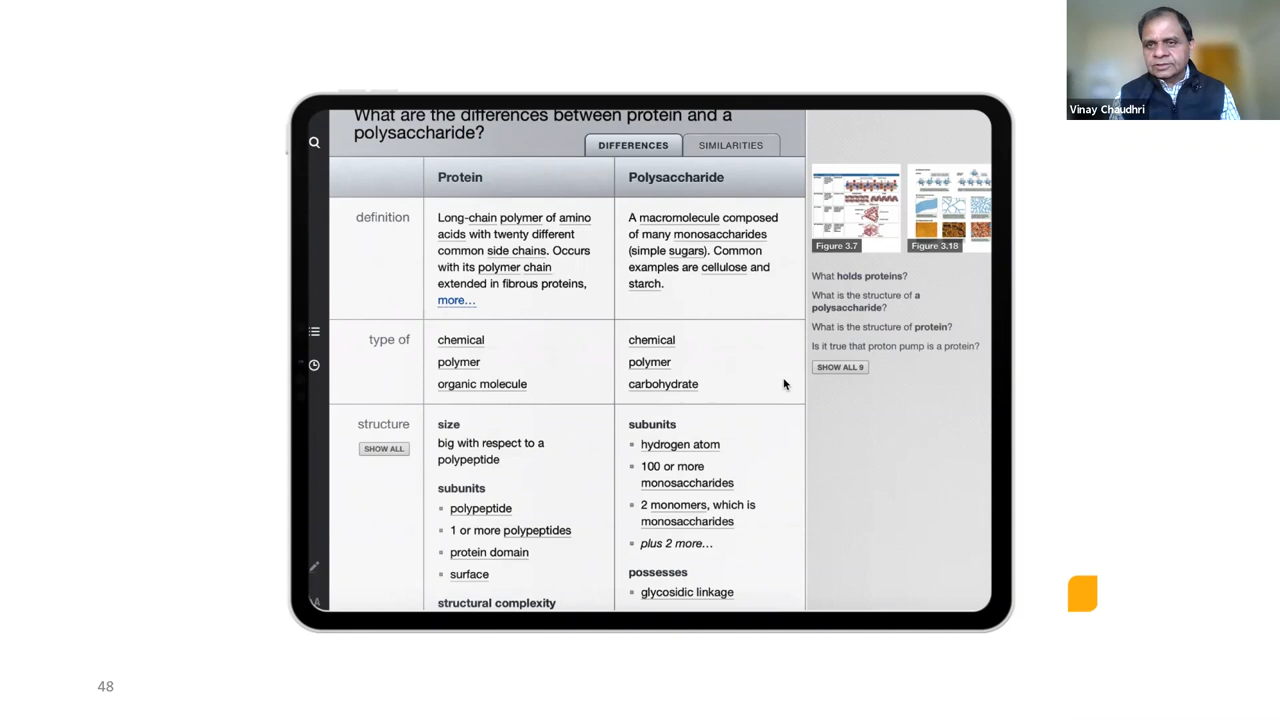 Vinay Chaudhri
What are the differences between protein and a
polysaccharide?
DIFFERENCES
SIMILARITIES
Protein
Polysaccharide
definition
Long-chain polymer of amino
acids with twenty different
common side chains. Occurs
with its polymer chain
extended in fibrous proteins,
more...
A macromolecule composed
of many monosaccharides
(simple sugars). Common
examples are cellulose and
starch.
type of
chemical
polymer
organic molecule
chemical
polymer
carbohydrate
structure
SHOW ALL
size
big with respect to a
polypeptide
subunits
polypeptide
1 or more polypeptides
protein domain
surface
structural complexity
subunits
hydrogen atom
100 or more
monosaccharides
2 monomers, which is
monosaccharides
plus 2 more...
possesses
glycosidic linkage
Figure 3.7
Figure 3.18
What holds proteins?
What is the structure of a
polysaccharide?
What is the structure of protein?
Is it true that proton pump is a protein?
SHOW ALL 9
AA
48